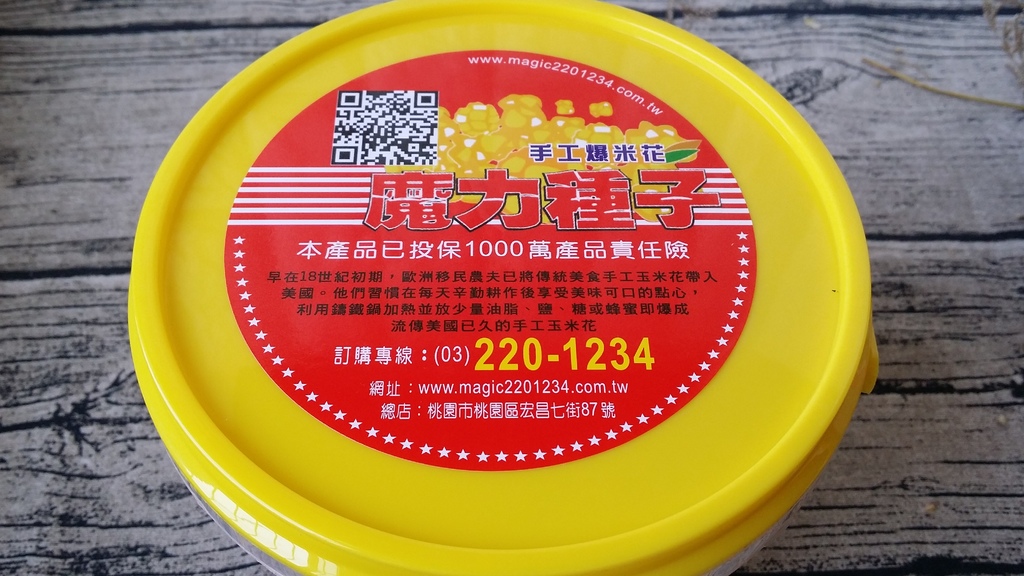 www.magic2201234.com.tw
手工爆米花
魔力種子
本產品已投保1000萬產品責任險
早在18世紀初期，歐洲移民農夫已將傳統美食手工玉米花帶入
美國。他們習慣在每天辛勤耕作後享受美味可口的點心，
利用鑄鐵鍋加熱並放少量油脂、鹽、糖或蜂蜜即爆成
流傳美國已久的手工玉米花
訂購專線：(03)220-1234
網址：www.magic2201234.com.tw
總店：桃園市桃園區宏昌七街87號